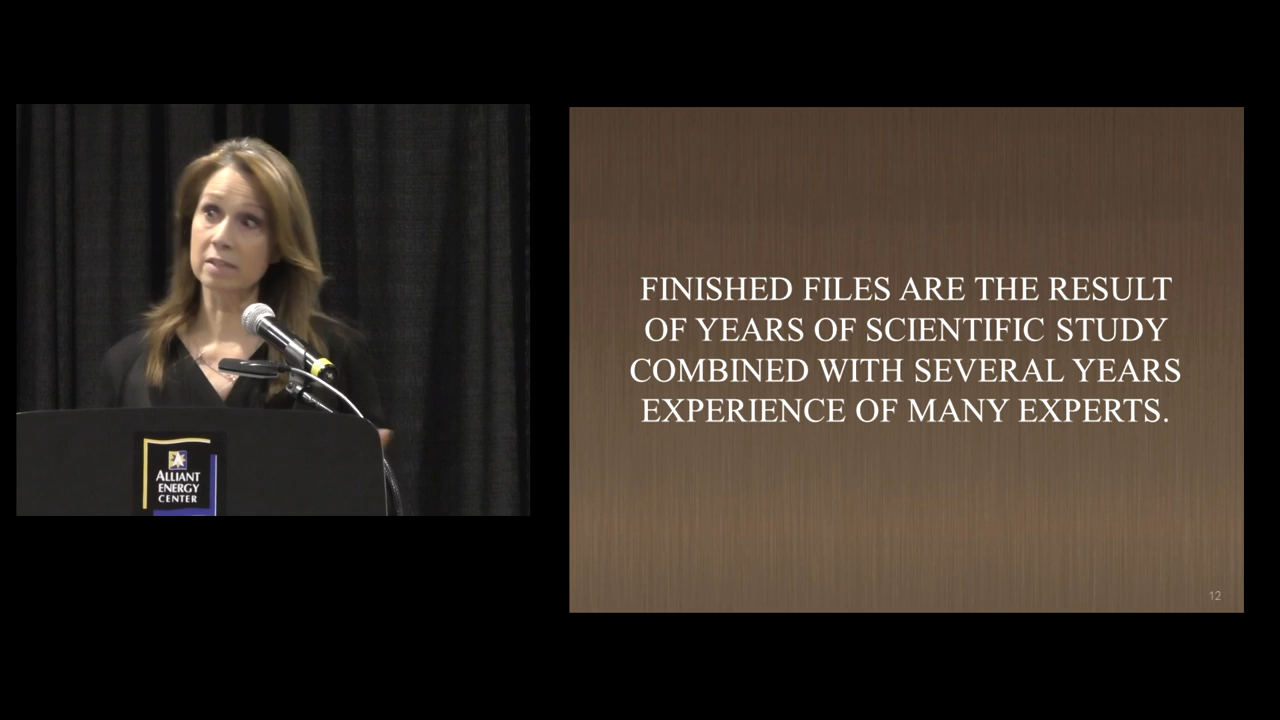 ALLIANT
ENERGY
CENTER
FINISHED FILES ARE THE RESULT
OF YEARS OF SCIENTIFIC STUDY
COMBINED WITH SEVERAL YEARS
EXPERIENCE OF MANY EXPERTS.
12